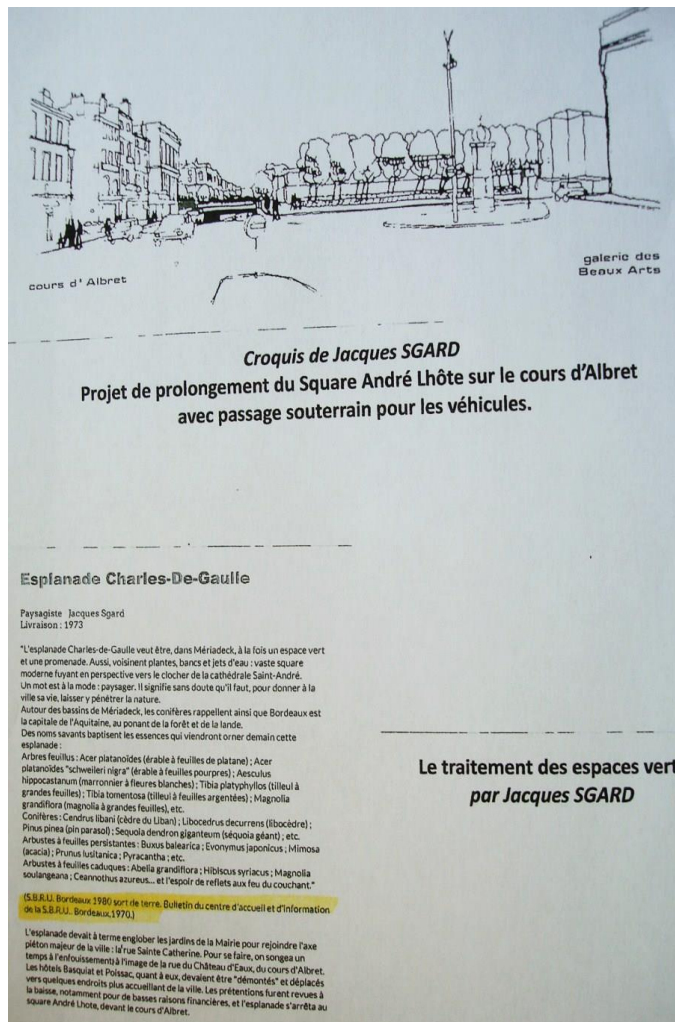 cours d'Albret
galerie des
Beaux Arts
Croquis de Jacques SGARD
Projet de prolongement du Square André Lhôte sur le cours d'Albret
avec passage souterrain pour les véhicules.
Esplanade Charles-De-Gaulle
Paysagiste Jacques Sgard
Livraison : 1973
"L'esplanade Charles-de-Gaulle veut être, dans Mériadeck, à la fois un espace vert
et une promenade. Aussi, voisinent plantes, bancs et jets d'eau : vaste square
moderne fuyant en perspective vers le clocher de la cathédrale Saint-André.
Un mot est à la mode : paysager. Il signifie sans doute qu'il faut, pour donner à la
ville sa vie, laisser y pénétrer la nature.
Autour des bassins de Mériadeck, les conifères rappellent ainsi que Bordeaux est
la capitale de l'Aquitaine, au ponant de la forêt et de la lande.
Des noms savants baptisent les essences qui viendront orner demain cette
esplanade :
Arbres feuillus : Acer platanoïdes (érable à feuilles de platane) ; Acer
platanoïdes "schweileri nigra" (érable à feuilles pourpres) ; Aesculus
hippocastanum (marronnier à fleures blanches) ; Tibia platyphyllos (tilleul à
grandes feuilles) ; Tibia tomentosa (tilleul à feuilles argentées) ; Magnolia
grandiflora (magnolia à grandes feuilles), etc.
Conifères : Cendrus libani (cèdre du Liban) ; Libocedrus decurrens (libocèdre) ;
Pinus pinea (pin parasol) ; Sequoia dendron giganteum (séquoia géant) ; etc.
Arbustes à feuilles persistantes : Buxus balearica ; Evonymus japonicus ; Mimosa
(acacia) ; Prunus lusitanica ; Pyracantha ; etc.
Arbustes à feuilles caduques : Abelia grandiflora ; Hibiscus syriacus ; Magnolia
soulangeana ; Ceannothus azureus... et l'espoir de reflets aux feu du couchant."
(S.B.R.U. Bordeaux 1980 sort de terre. Bulletin du centre d'accueil et d'information
de la S.B.R.U.. Bordeaux,1970.)
L'esplanade devait à terme englober les jardins de la Mairie pour rejoindre l'axe
piéton majeur de la ville : la rue Sainte Catherine. Pour se faire, on songea un
temps à l'enfouissement) à l'image de la rue du Château d'Eaux, du cours d'Albret.
Les hôtels Basquiat et Poissac, quant à eux, devaient être "démontés" et déplacés
vers quelques endroits plus accueillant de la ville. Les prétentions furent revues à
la baisse, notamment pour de basses raisons financières, et l'esplanade s'arrêta au
square André Lhote, devant le cours d'Albret.
Le traitement des espaces vert
par Jacques SGARD